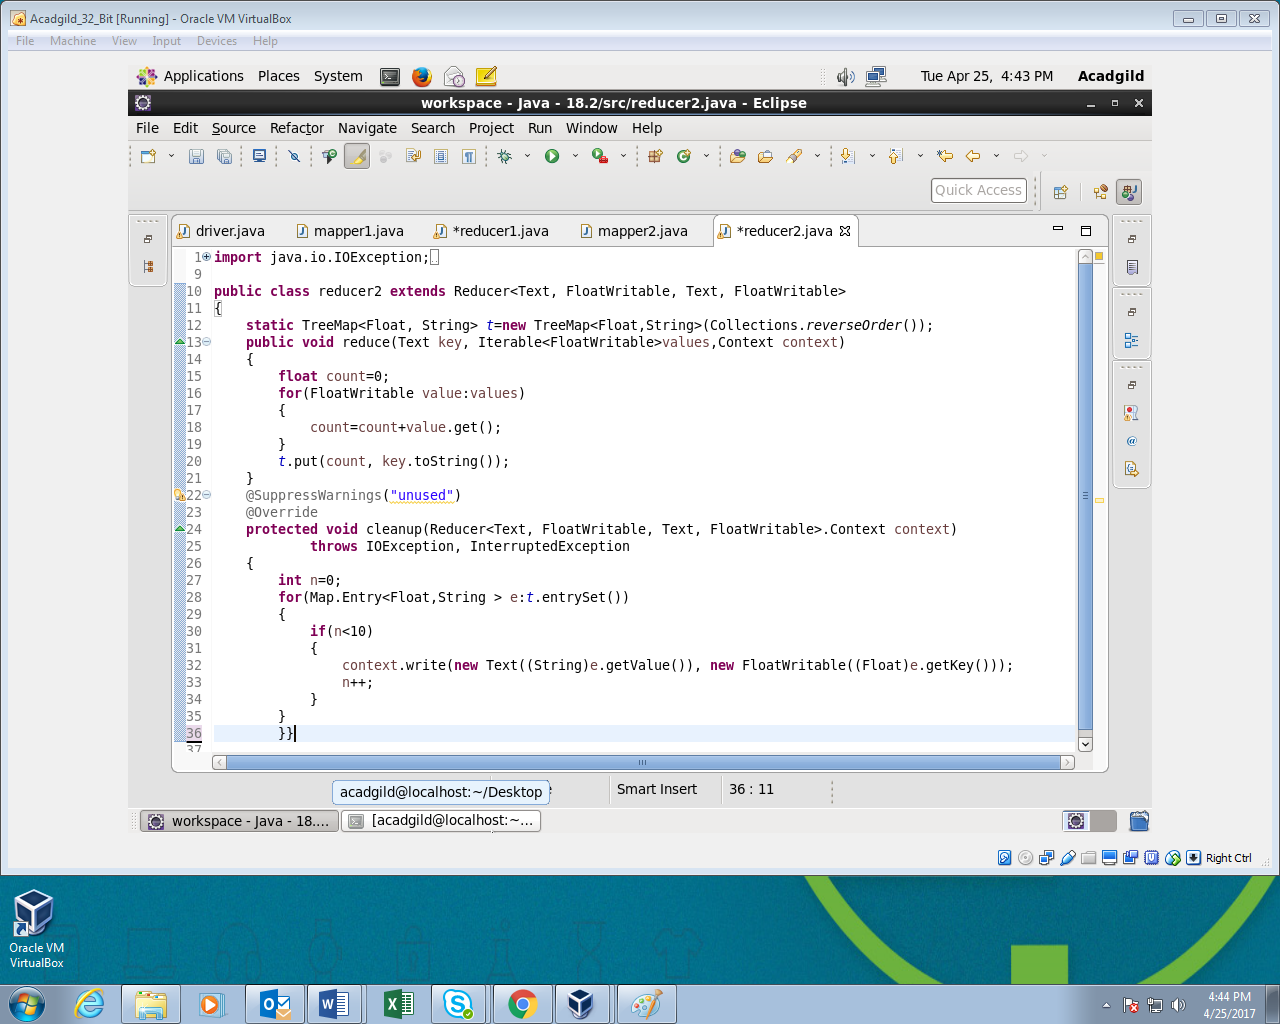 Acadgild_32_Bit [Running] - Oracle VM VirtualBox
File Machine View Input Devices Help
Applications Places System Tue Apr 25, 4:43 PM Acadgild
workspace - Java - 18.2/src/reducer2.java - Eclipse
File Edit Source Refactor Navigate Search Project Run Window Help
Quick Access
driver.java mapper1.java *reducer1.java mapper2.java *reducer2.java
1 import java.io.IOException;
9
10 public class reducer2 extends Reducer<Text, FloatWritable, Text, FloatWritable>
11 {
12 static TreeMap<Float, String> t=new TreeMap<Float,String>(Collections.reverseOrder());
13 public void reduce(Text key, Iterable<FloatWritable>values,Context context)
14 {
15 float count=0;
16 for(FloatWritable value:values)
17 {
18 count=count+value.get();
19 }
20 t.put(count, key.toString());
21 }
22 @SuppressWarnings("unused")
23 @Override
24 protected void cleanup(Reducer<Text, FloatWritable, Text, FloatWritable>.Context context)
25 throws IOException, InterruptedException
26 {
27 int n=0;
28 for(Map.Entry<Float,String > e:t.entrySet())
29 {
30 if(n<10)
31 {
32 context.write(new Text((String)e.getValue()), new FloatWritable((Float)e.getKey()));
33 n++;
34 }
35 }
36 }}
37
acadgild@localhost:~/Desktop Smart Insert 36 : 11
workspace - Java - 18.... [acadgild@localhost:~...
Right Ctrl
Oracle VM
VirtualBox
4:44 PM
4/25/2017